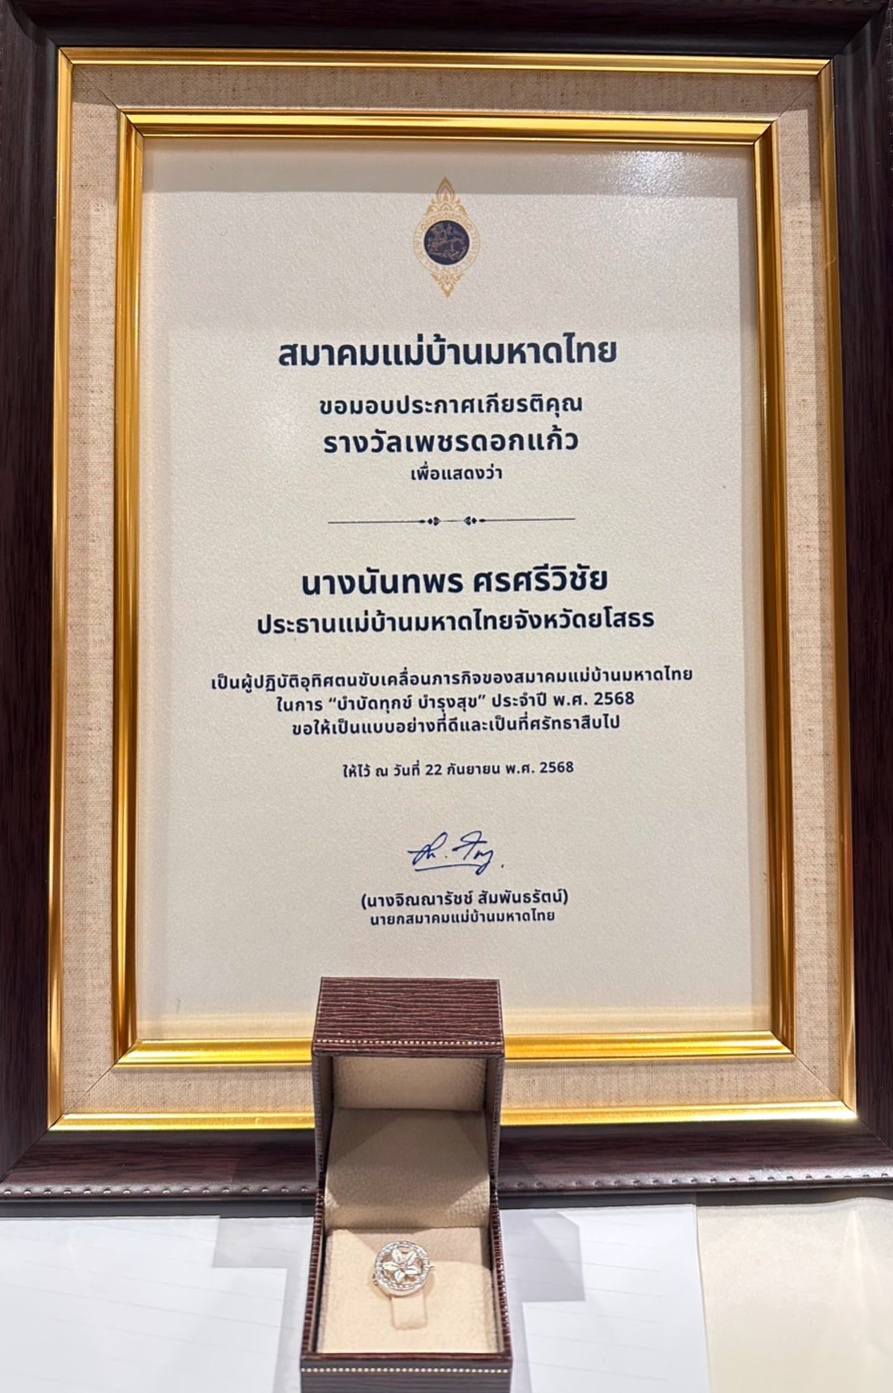 สมาคมแม่บ้านมหาดไทย
ขอมอบประกาศเกียรติคุณ
รางวัลเพชรดอกแก้ว
เพื่อแสดงว่า
นางนันทพร ศรศรีวิชัย
ประธานแม่บ้านมหาดไทยจังหวัดยโสธร
เป็นผู้ปฏิบัติอุทิศตนขับเคลื่อนภารกิจของสมาคมแม่บ้านมหาดไทย
ในการ “บำบัดทุกข์ บำรุงสุข” ประจำปี พ.ศ. 2568
ขอให้เป็นแบบอย่างที่ดีและเป็นที่ศรัทธาสืบไป
ให้ไว้ ณ วันที่ 22 กันยายน พ.ศ. 2568
(นางจิณณารัชช์ สัมพันธรัตน์)
นายกสมาคมแม่บ้านมหาดไทย